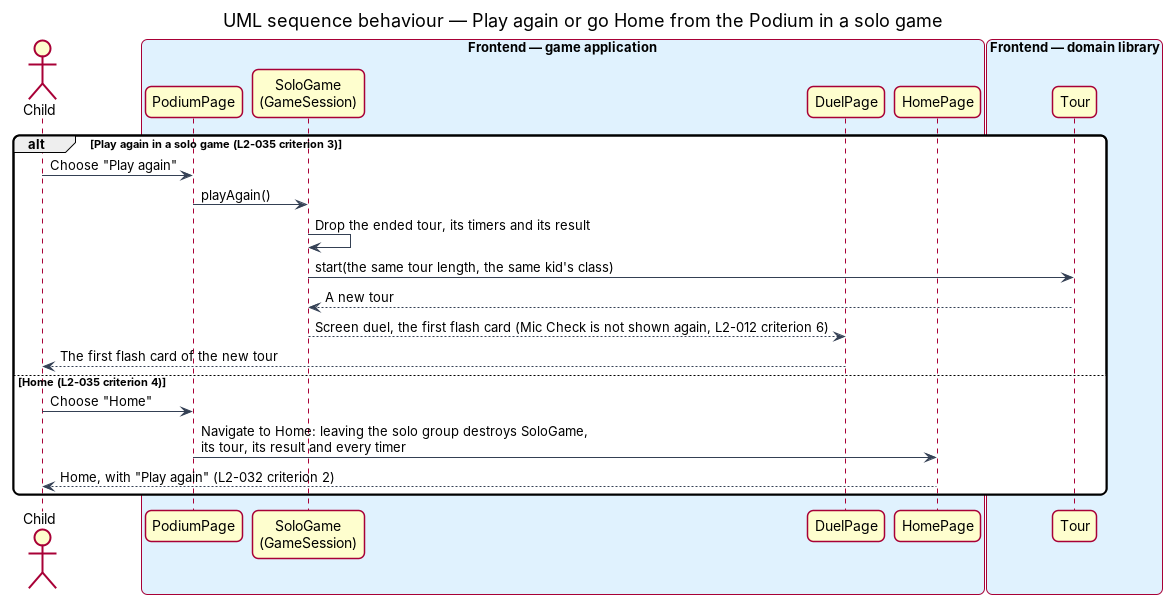 UML sequence behaviour — Play again or go Home from the Podium in a solo game
Frontend — game application
Frontend — domain library
Child
PodiumPage
SoloGame
(GameSession)
DuelPage
HomePage
Tour
alt
[Play again in a solo game (L2-035 criterion 3)]
Choose "Play again"
playAgain()
Drop the ended tour, its timers and its result
start(the same tour length, the same kid's class)
A new tour
Screen duel, the first flash card (Mic Check is not shown again, L2-012 criterion 6)
The first flash card of the new tour
[Home (L2-035 criterion 4)]
Choose "Home"
Navigate to Home: leaving the solo group destroys SoloGame,
its tour, its result and every timer
Home, with "Play again" (L2-032 criterion 2)
Child
PodiumPage
SoloGame
(GameSession)
DuelPage
HomePage
Tour